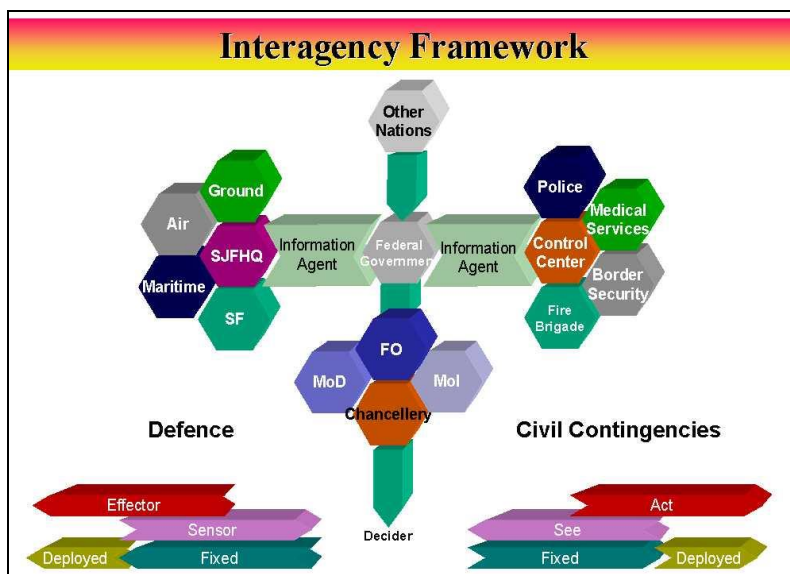 Interagency Framework
Other
Nations
Ground
Air
SJFHQ
Maritime
SF
Information
Agent
Federal
Governmen
Information
Agent
Police
Medical
Services
Control
Center
Border
Security
Fire
Brigade
FO
MoD
MoI
Chancellery
Defence
Civil Contingencies
Effector
Sensor
Deployed
Fixed
Decider
Act
See
Fixed
Deployed